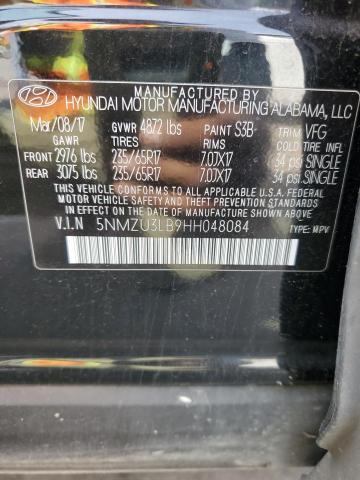 MANUFACTURED BY
HYUNDAI MOTOR MANUFACTURING ALABAMA, LLC
Mar/08/17 GVWR 4872 lbs PAINT S3B TRIM VFG
GAWR TIRES RIMS COLD TIRE INFL
FRONT 2976 lbs 235/65R17 7.0JX17 34 psi SINGLE
REAR 3075 lbs 235/65R17 7.0JX17 34 psi SINGLE
THIS VEHICLE CONFORMS TO ALL APPLICABLE U.S.A. FEDERAL
MOTOR VEHICLE SAFETY AND THEFT PREVENTION STANDARDS
IN EFFECT ON THE DATE OF MANUFACTURE SHOWN ABOVE.
V.I.N 5NMZU3LB9HH048084 TYPE: MPV